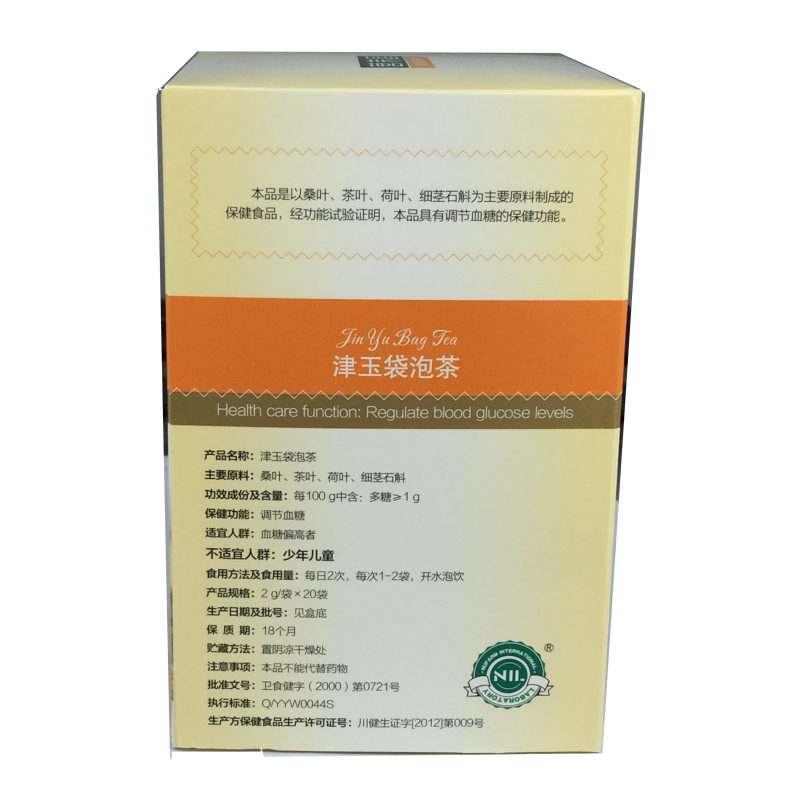 本品是以桑叶、茶叶、荷叶、细茎石斛为主要原料制成的
保健食品，经功能试验证明，本品具有调节血糖的保健功能。
Jin Yu Bag Tea
津玉袋泡茶
Health care function: Regulate blood glucose levels
产品名称：津玉袋泡茶
主要原料：桑叶、茶叶、荷叶、细茎石斛
功效成份及含量：每100 g中含：多糖≥1 g
保健功能：调节血糖
适宜人群：血糖偏高者
不适宜人群：少年儿童
食用方法及食用量：每日2次，每次1-2袋，开水泡饮
产品规格：2 g/袋×20袋
生产日期及批号：见盒底
保 质 期：18个月
贮藏方法：置阴凉干燥处
注意事项：本品不能代替药物
批准文号：卫食健字（2000）第0721号
执行标准：Q/YYW0044S
生产方保健食品生产许可证号：川健生证字[2012]第009号
INTERNATIONAL
NIL
LABORATORY
®